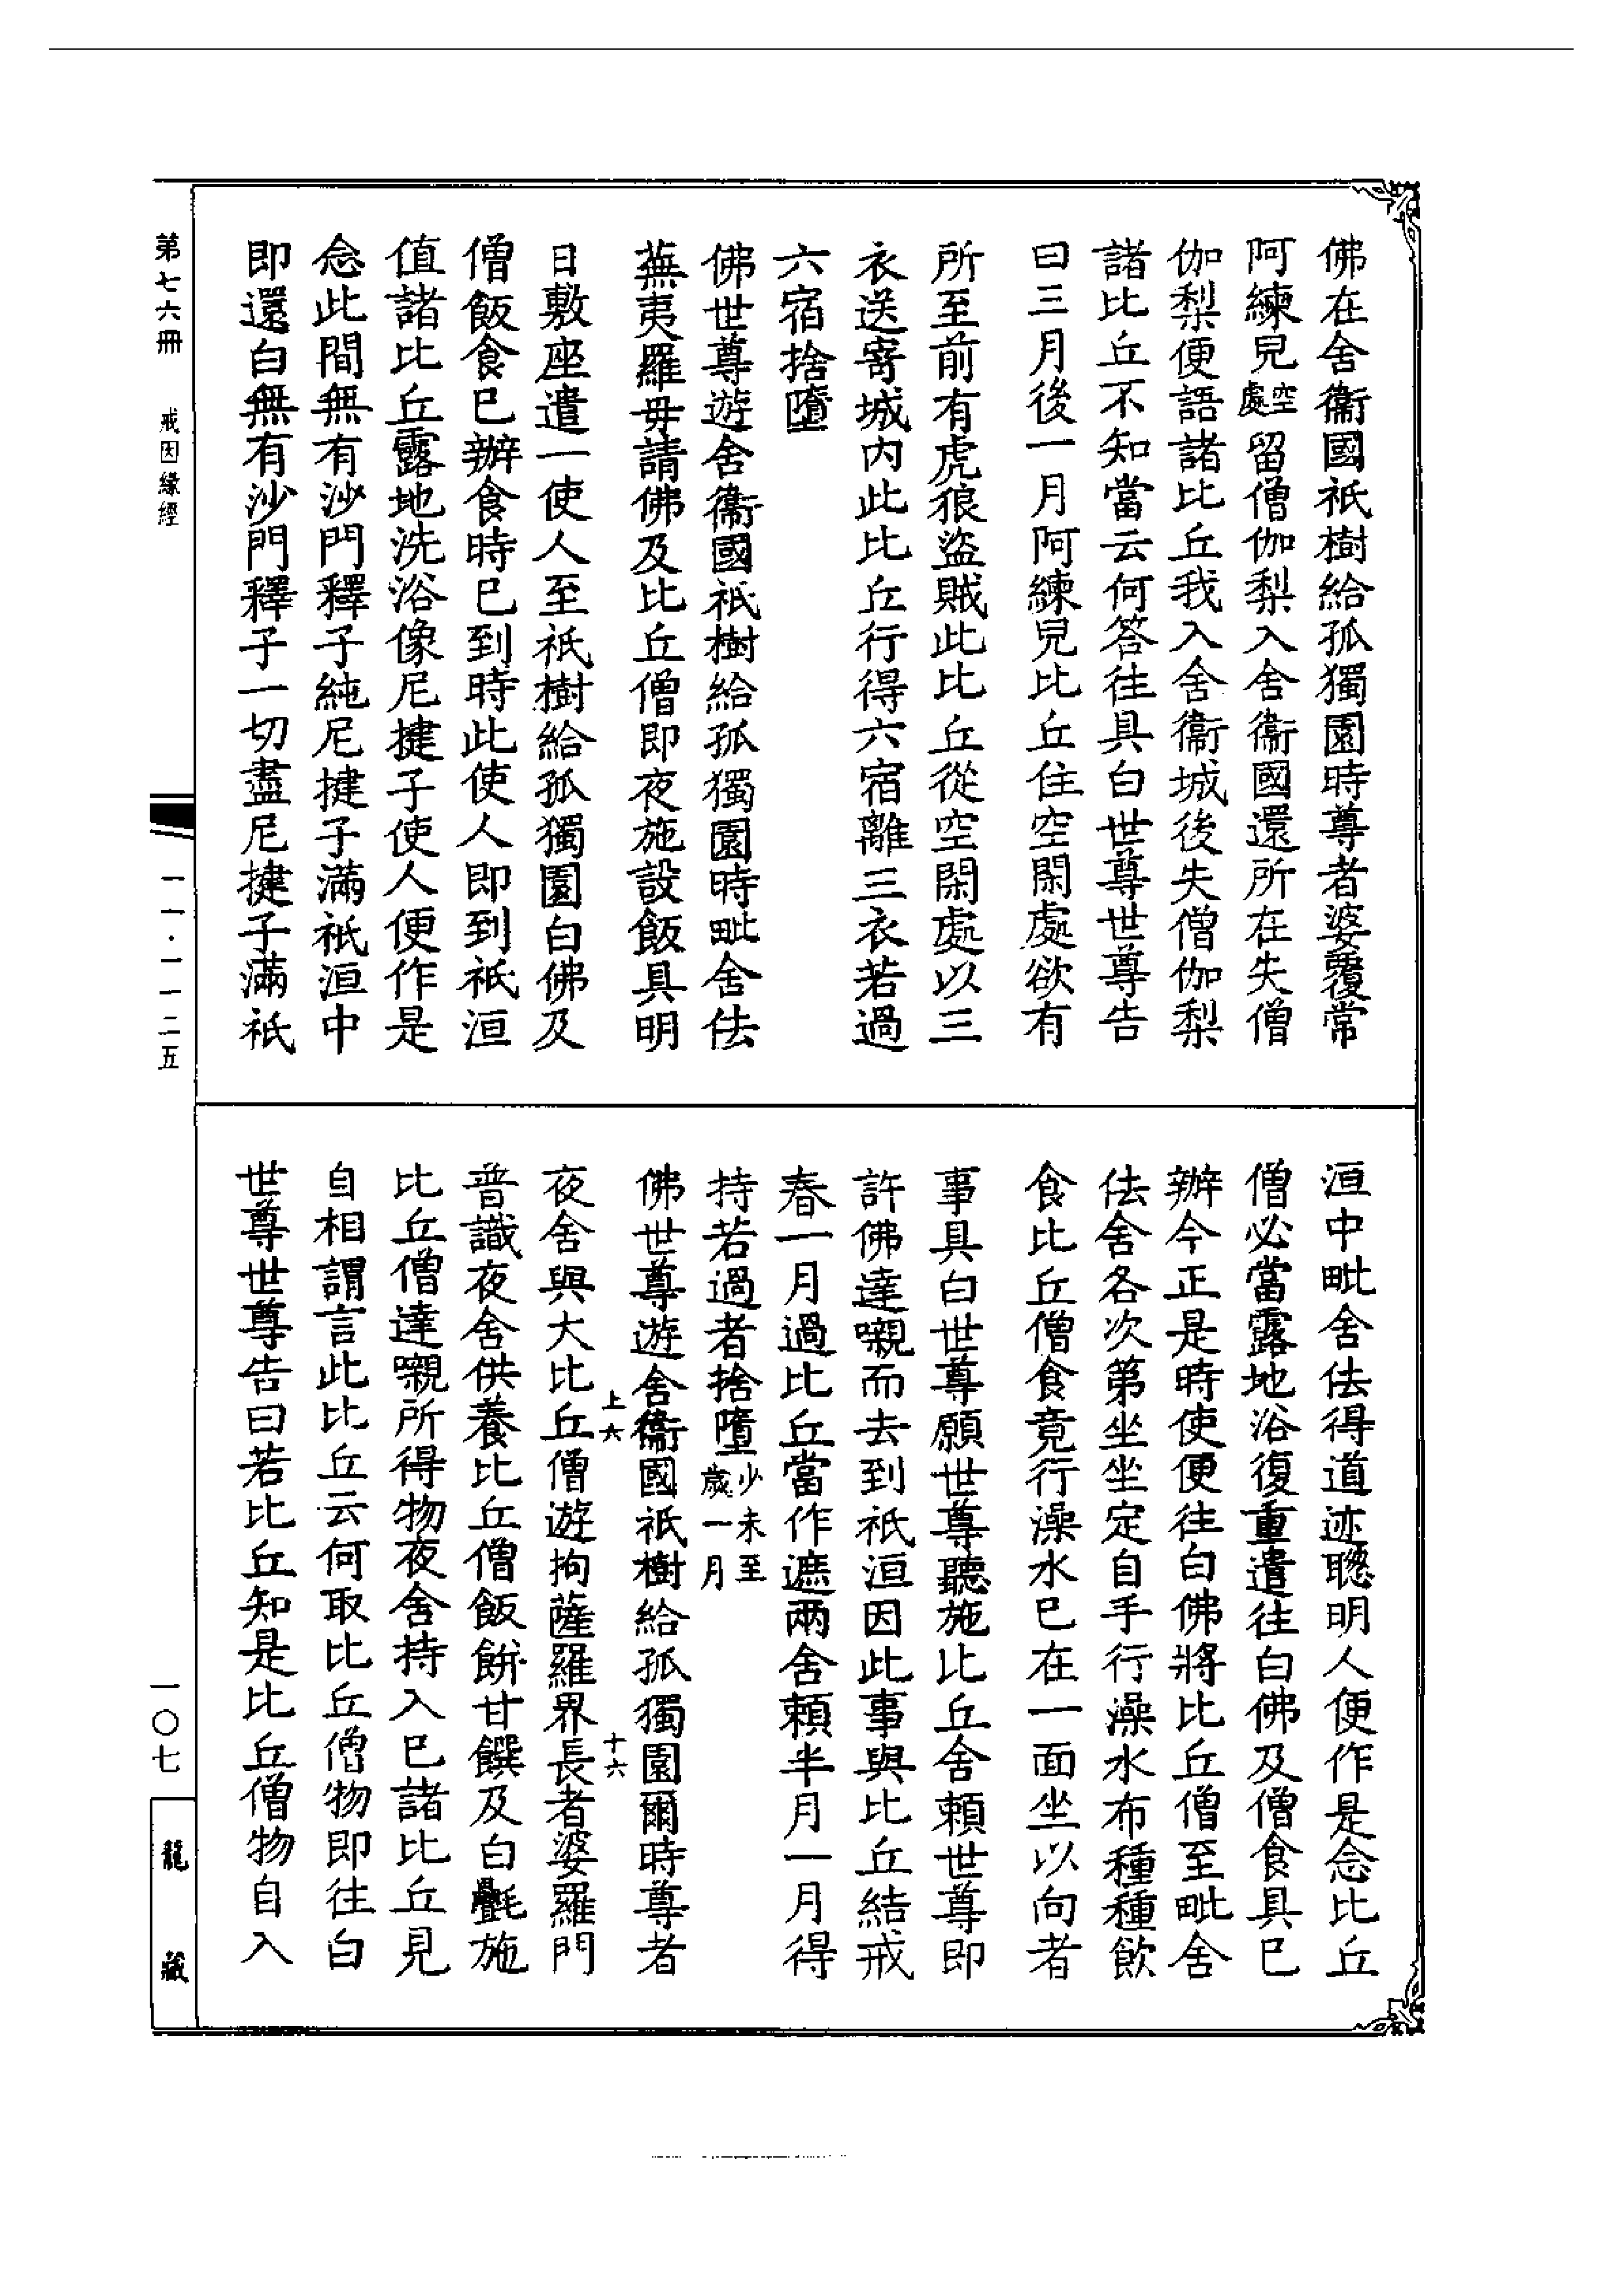 佛在舍衞國祇樹給孤獨園時尊者婆覆常
阿練兒空處留僧伽梨入舍衞國還所在失僧
伽梨便語諸比丘我入舍衞城後失僧伽梨
諸比丘不知當云何答往具白世尊世尊告
曰三月後一月阿練兒比丘住空閑處欲有
所至前有虎狼盜賊此比丘從空閑處以三
衣送寄城内此比丘行得六宿離三衣若過
六宿捨墮
佛世尊遊舍衞國祇樹給孤獨園時毗舍佉
蕪夷羅毋請佛及比丘僧即夜施設飯具明
日敷座遣一使人至祇樹給孤獨園白佛及
僧飯食已辦食時已到時此使人即到祇洹
值諸比丘露地洗浴像尼揵子使人便作是
念此間無有沙門釋子純尼揵子滿祇洹中
即還白無有沙門釋子一切盡尼揵子滿祇
洹中毗舍佉得道迹聰明人便作是念比丘
僧必當露地浴復重遣往白佛及僧食具已
辦今正是時使便往白佛將比丘僧至毗舍
佉舍各次第坐坐定自手行澡水布種種飲
食比丘僧食竟行澡水已在一面坐以向者
事具白世尊願世尊聽施比丘舍賴世尊即
許佛達嚫而去到祇洹因此事與比丘結戒
春一月過比丘當作遮兩舍賴半月一月得
持若過者捨墮少未至歲一月
佛世尊遊舍衞國祇樹給孤獨園爾時尊者
上六 十六
夜舍與大比丘僧遊拘薩羅界長者婆羅門
普識夜舍供養比丘僧飯餅甘饌及白氎施
比丘僧達嚫所得物夜舍持入已諸比丘見
自相謂言此比丘云何取比丘僧物即往白
世尊世尊告曰若比丘知是比丘僧物自入
第七六冊 戒因緣經
一一·一一二五
一〇七
龍藏